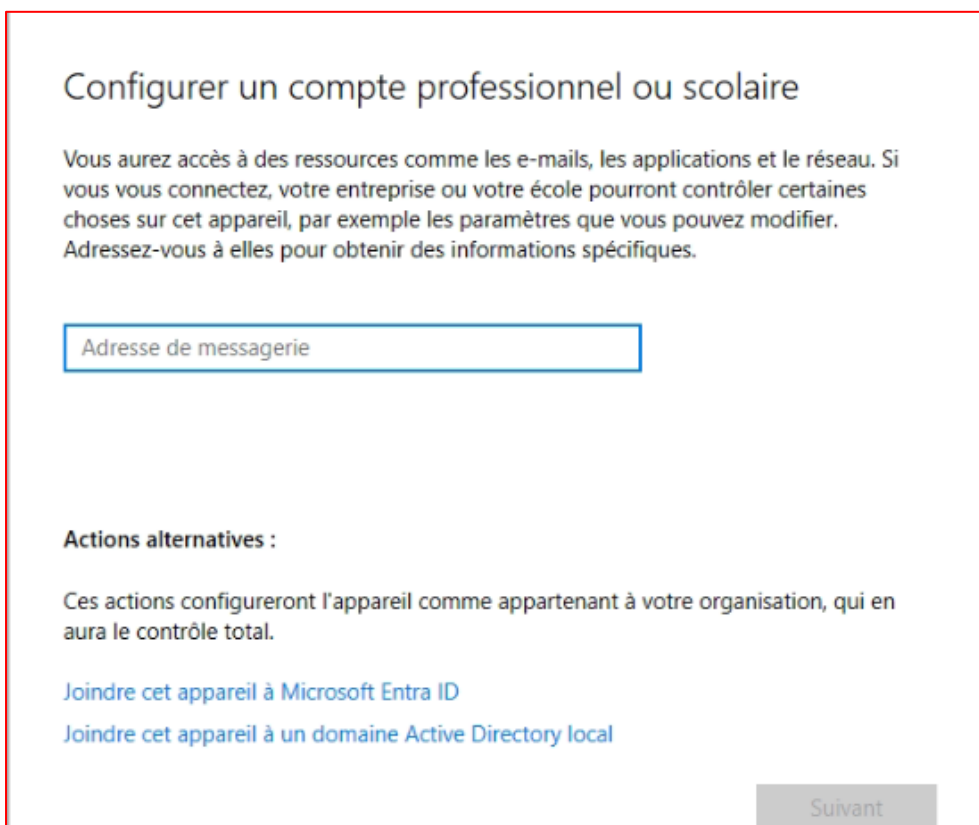 Configurer un compte professionnel ou scolaire
Vous aurez accès à des ressources comme les e-mails, les applications et le réseau. Si
vous vous connectez, votre entreprise ou votre école pourront contrôler certaines
choses sur cet appareil, par exemple les paramètres que vous pouvez modifier.
Adressez-vous à elles pour obtenir des informations spécifiques.
Adresse de messagerie
Actions alternatives :
Ces actions configureront l'appareil comme appartenant à votre organisation, qui en
aura le contrôle total.
Joindre cet appareil à Microsoft Entra ID
Joindre cet appareil à un domaine Active Directory local
Suivant